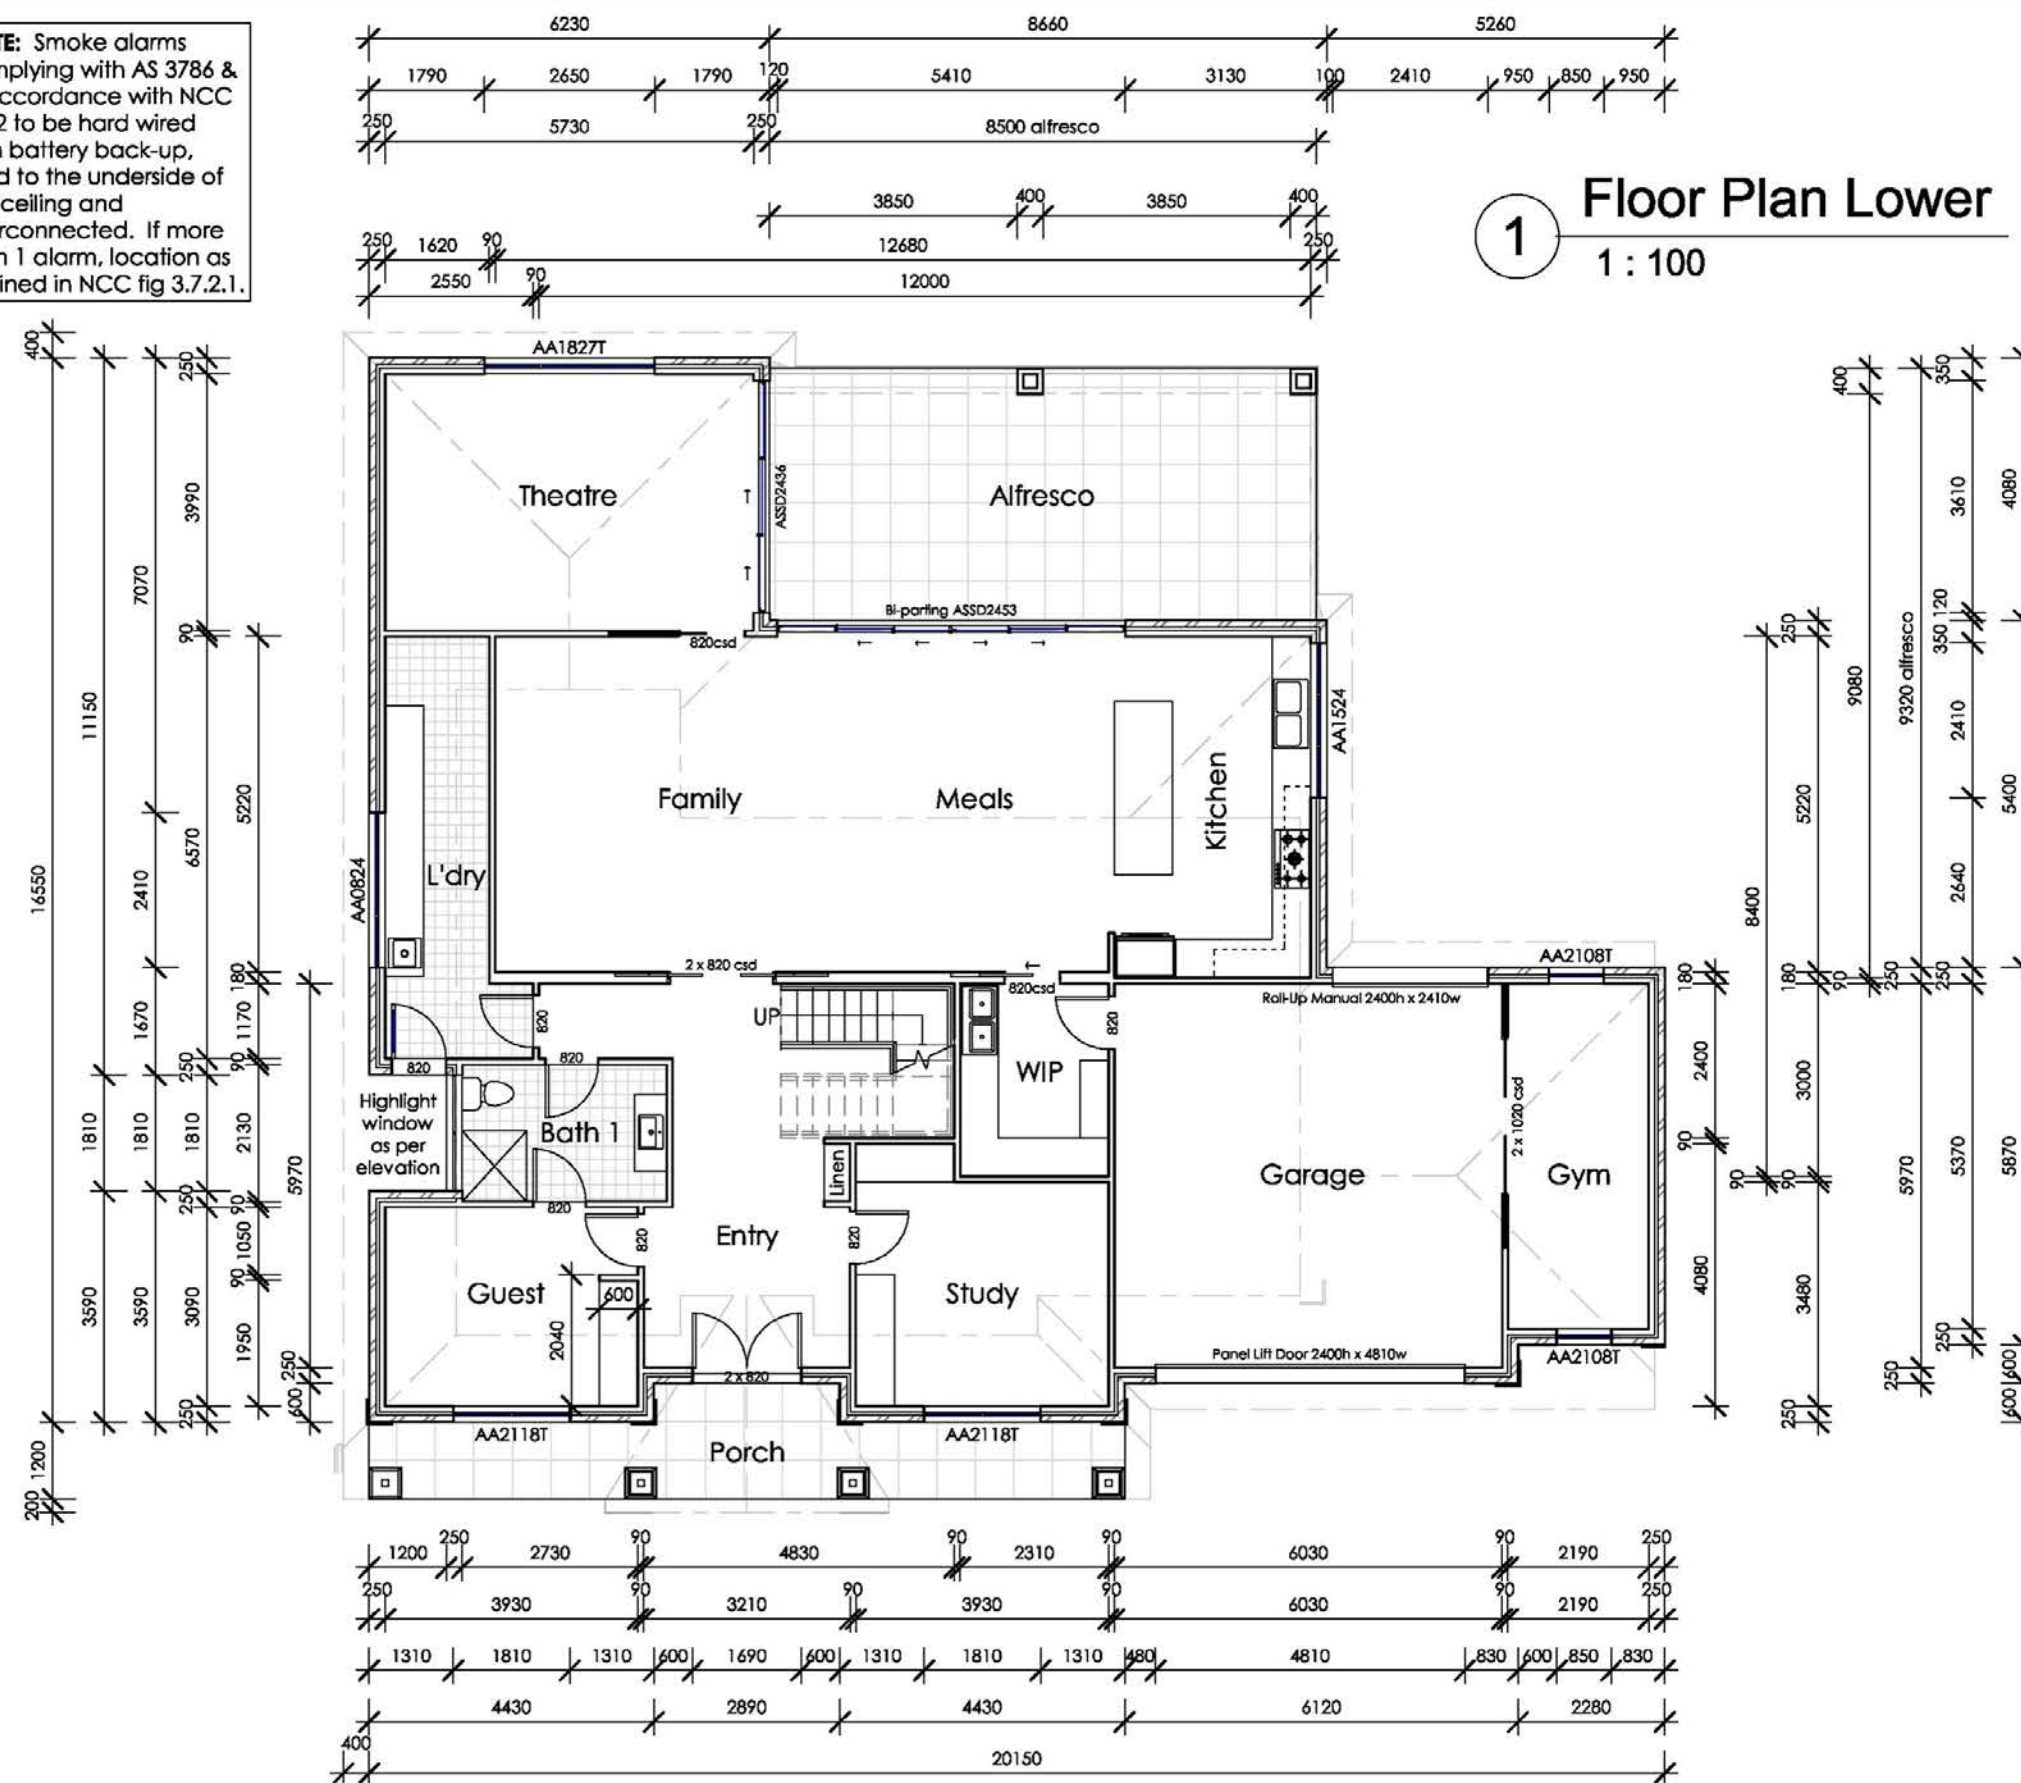 TE: Smoke alarms
mplying with AS 3786 &
accordance with NCC
2 to be hard wired
battery back-up,
d to the underside of
ceiling and
rconnected. If more
n 1 alarm, location as
ined in NCC fig 3.7.2.1.
6230 8660 5260
1790 2650 1790 120 5410 3130 100 2410 950 850 950
250 5730 250 8500 alfresco
3850 400 3850 400
250 1620 90 12680 250
2550 90 12000
1 Floor Plan Lower
1 : 100
AA1827T
Theatre
ASSD2436
Alfresco
Bi-parting ASSD2453
820csd
AA1524
Family
Meals
Kitchen
L'dry
AA0824
2 x 820 csd
820csd
AA2108T
Roll-Up Manual 2400h x 2410w
UP
820
820
820
820
WIP
2 x 1020 csd
Highlight
window
as per
elevation
Bath 1
Linen
Garage
Gym
820
820
820
Entry
Guest
600
2040
Study
Panel Lift Door 2400h x 4810w
AA2108T
2 x 820
AA2118T
AA2118T
Porch
400 16550 1200 200
11150 1810 3590
7070 2410 1670 1810 3590
250 3990 90 6570 250 1810 250 3090 250
5220 180 1170 90 2130 90 1050 90 1950
5970 250 600
180 2400 90 4080
8400 90
250 5220 180 3000 90 3480 250
400 9080 90
9320 alfresco 250 5970 250
350 3610 120 350 2410 2640 250 5370 250
4080 5400 5870 600 600
1200 250 2730 90 4830 90 2310 90 6030 90 2190 250
250 3930 90 3210 90 3930 90 6030 90 2190 250
1310 1810 1310 600 1690 600 1310 1810 1310 480 4810 830 600 850 830
4430 2890 4430 6120 2280
400 20150